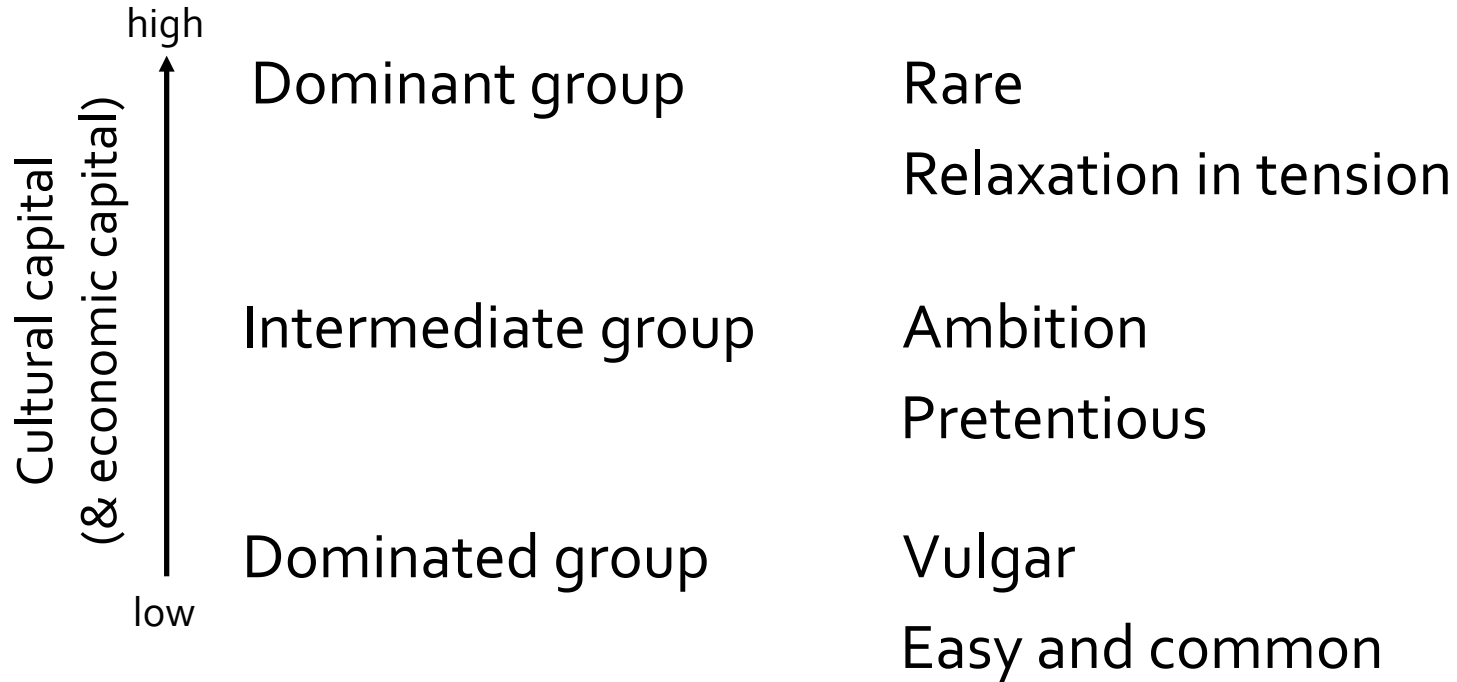 high
Cultural capital
(& economic capital)
Dominant group
Rare
Relaxation in tension
Intermediate group
Ambition
Pretentious
Dominated group
Vulgar
Easy and common
low